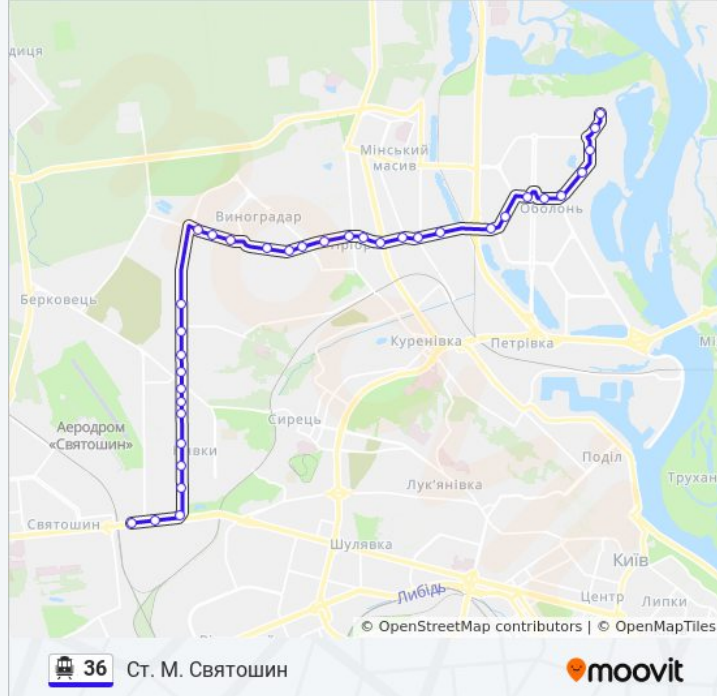 Мінський
масив
Виноградар
Оболонь
Берковець
Куренівка
Петрівка
Аеродром
«Святошин»
Сирець
Поділ
Лук'янівка
Трухан
Святошин
Шулявка
Київ
Либідь
Центр
Липки
© OpenStreetMap contributors | © OpenMapTiles
36 Ст. М. Святошин
moovit